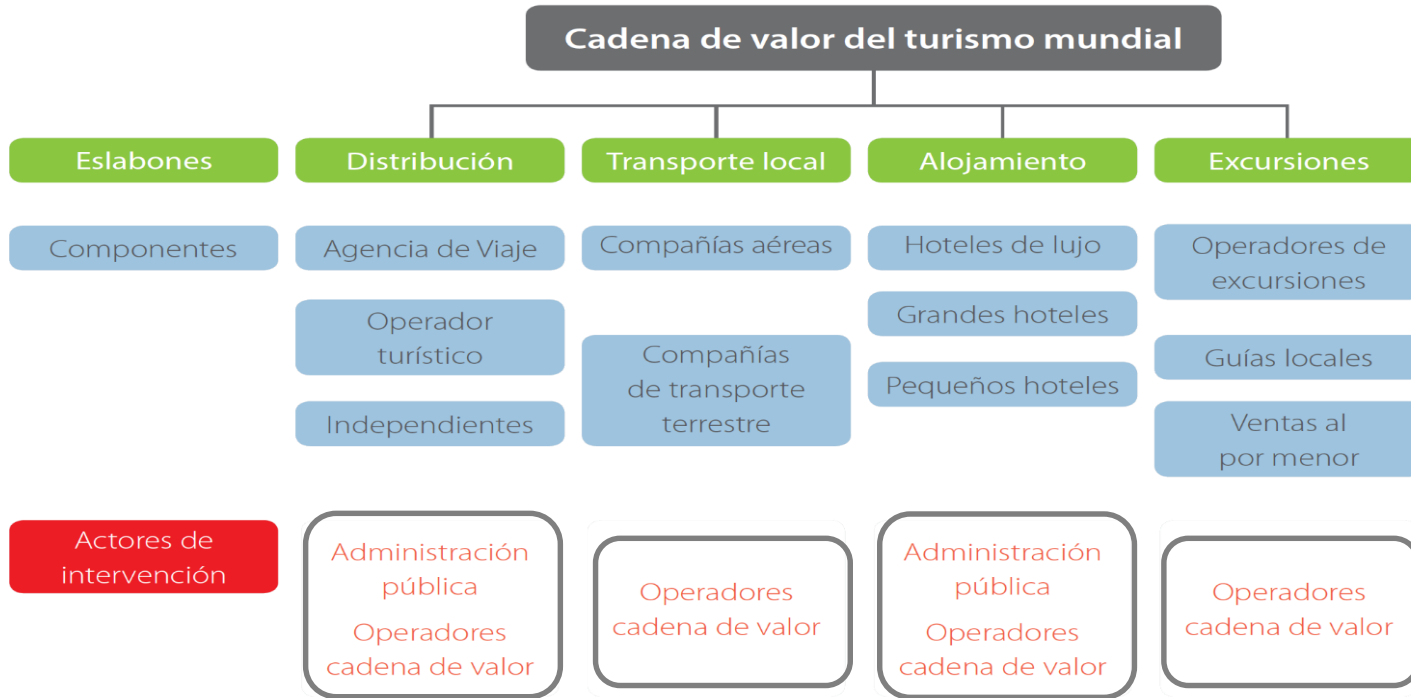 Cadena de valor del turismo mundial
Eslabones
Distribución
Transporte local
Alojamiento
Excursiones
Componentes
Agencia de Viaje
Operador
turístico
Independientes
Compañías aéreas
Compañías
de transporte
terrestre
Hoteles de lujo
Grandes hoteles
Pequeños hoteles
Operadores de
excursiones
Guías locales
Ventas al
por menor
Actores de
intervención
Administración
pública
Operadores
cadena de valor
Operadores
cadena de valor
Administración
pública
Operadores
cadena de valor
Operadores
cadena de valor